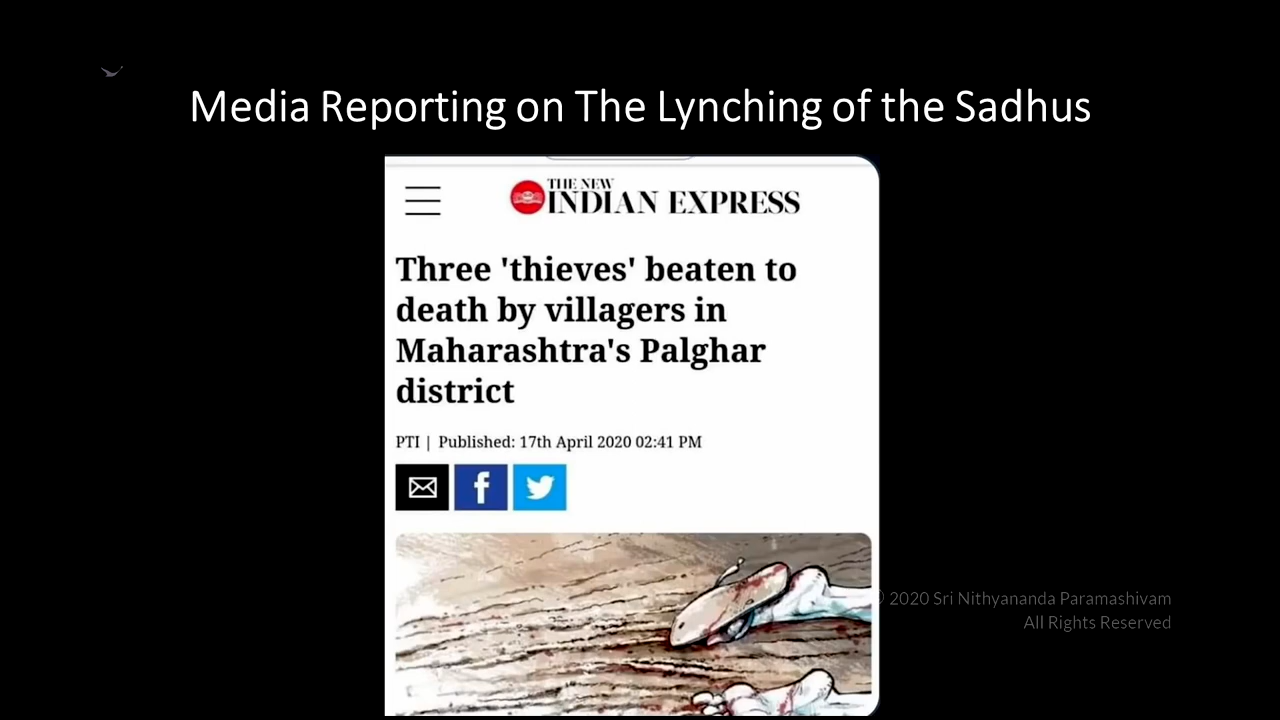 Media Reporting on The Lynching of the Sadhus
THE NEW
INDIAN EXPRESS
Three 'thieves' beaten to
death by villagers in
Maharashtra's Palghar
district
PTI | Published: 17th April 2020 02:41 PM
f
© 2020 Sri Nithyananda Paramashivam
All Rights Reserved